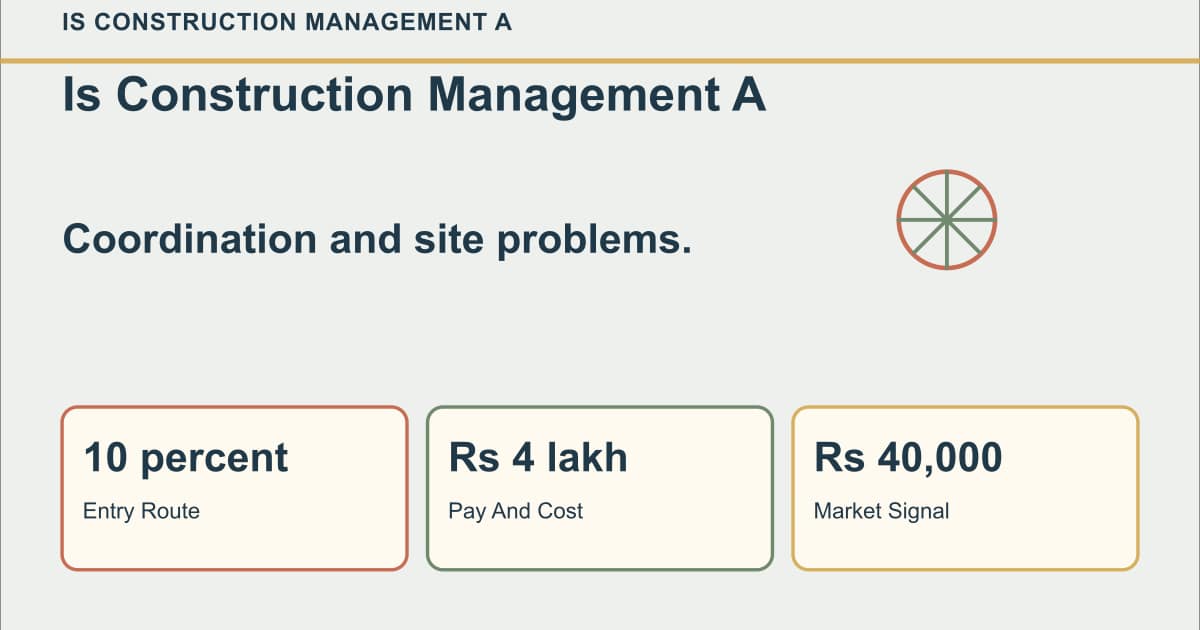 IS CONSTRUCTION MANAGEMENT A
Is Construction Management A
Coordination and site problems.
10 percent
Entry Route
Rs 4 lakh
Pay And Cost
Rs 40,000
Market Signal